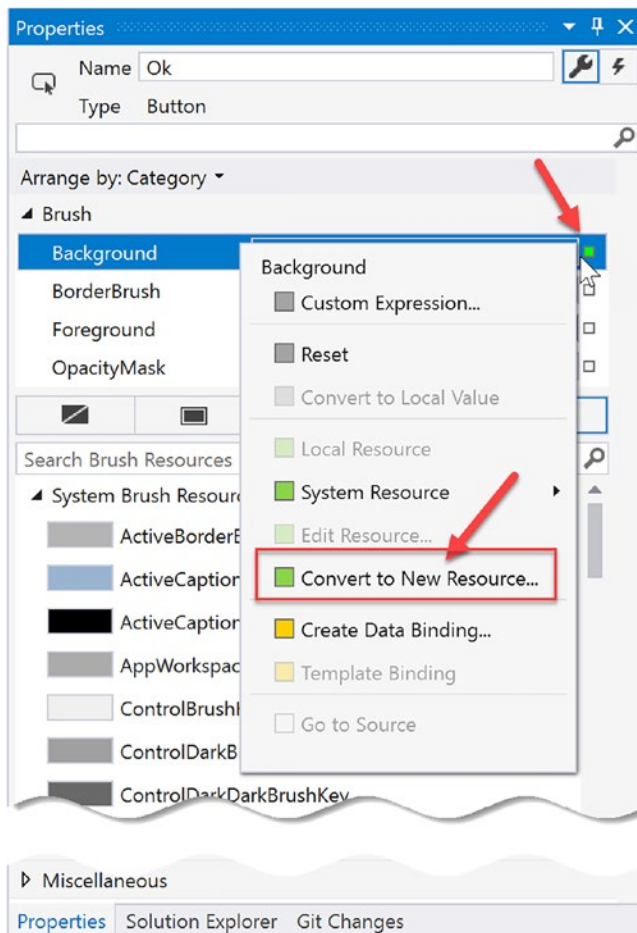 Properties
Name Ok
Type Button
Arrange by: Category
Brush
Background
BorderBrush
Foreground
OpacityMask
Background
Custom Expression...
Reset
Convert to Local Value
Local Resource
System Resource
Edit Resource...
Convert to New Resource...
Create Data Binding...
Template Binding
Go to Source
Search Brush Resources
System Brush Resour
ActiveBorderB
ActiveCaption
ActiveCaption
AppWorkspac
ControlBrush
ControlDarkB
ControlDarkDarkBrushKey
Miscellaneous
Properties Solution Explorer Git Changes